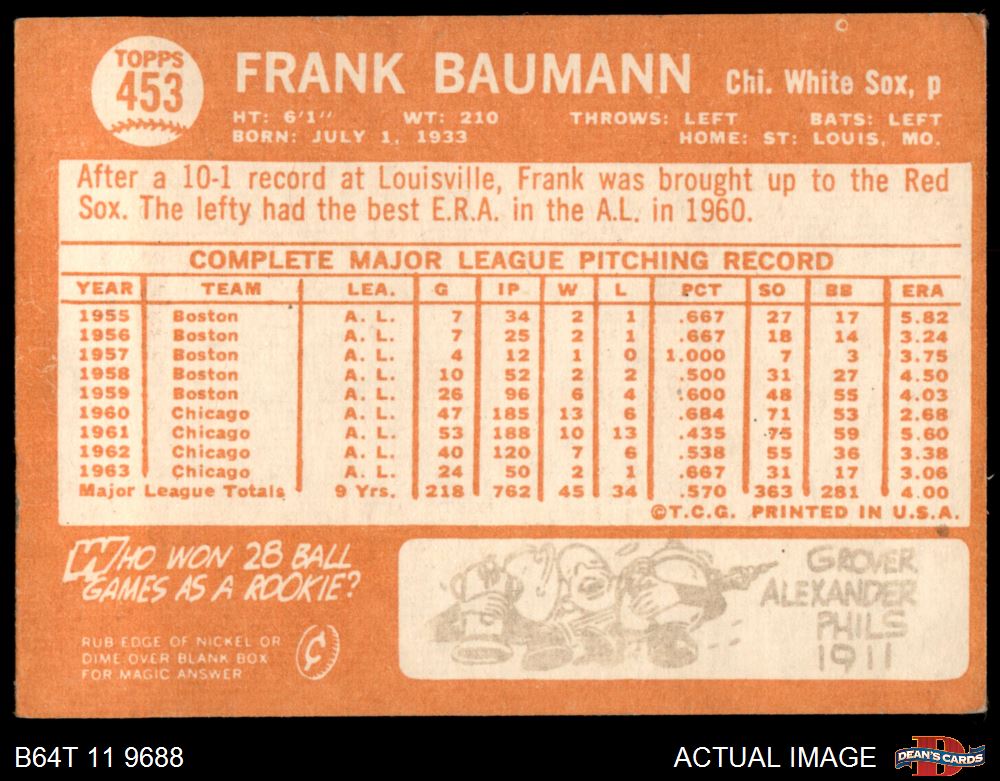 TOPPS
453
FRANK BAUMANN Chi. White Sox, p
HT: 6'1" WT: 210 THROWS: LEFT BATS: LEFT
BORN: JULY 1, 1933 HOME: ST: LOUIS, MO.
After a 10-1 record at Louisville, Frank was brought up to the Red
Sox. The lefty had the best E.R.A. in the A.L. in 1960.
COMPLETE MAJOR LEAGUE PITCHING RECORD
YEAR TEAM LEA. G IP W L PCT SO BB ERA
1955 Boston A. L. 7 34 2 1 .667 27 17 5.82
1956 Boston A. L. 7 25 2 1 .667 18 14 3.24
1957 Boston A. L. 4 12 1 0 1.000 7 3 3.75
1958 Boston A. L. 10 52 2 2 .500 31 27 4.50
1959 Boston A. L. 26 96 6 4 .600 48 55 4.03
1960 Chicago A. L. 47 185 13 6 .684 71 53 2.68
1961 Chicago A. L. 53 188 10 13 .435 75 59 5.60
1962 Chicago A. L. 40 120 7 6 .538 55 36 3.38
1963 Chicago A. L. 24 50 2 1 .667 31 17 3.06
Major League Totals 9 Yrs. 218 762 45 34 .570 363 281 4.00
©T.C.G. PRINTED IN U.S.A.
WHO WON 28 BALL
GAMES AS A ROOKIE?
RUB EDGE OF NICKEL OR
DIME OVER BLANK BOX
FOR MAGIC ANSWER
¢
GROVER
ALEXANDER
PHILS
1911
B64T 11 9688 ACTUAL IMAGE
DEAN'S CARDS